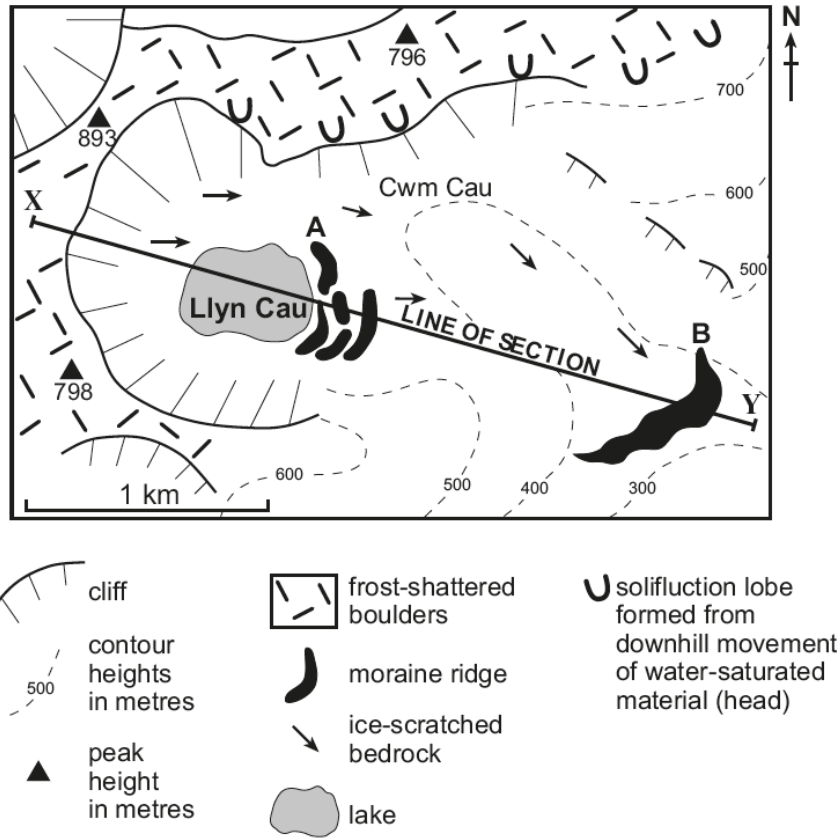 N
796
700
893
Cwm Cau
600
X
A
500
Llyn Cau
LINE OF SECTION
B
798
Y
600
500
400
300
1 km
cliff
contour
heights
in metres
500
peak
height
in metres
frost-shattered
boulders
moraine ridge
ice-scratched
bedrock
lake
solifluction lobe
formed from
downhill movement
of water-saturated
material (head)